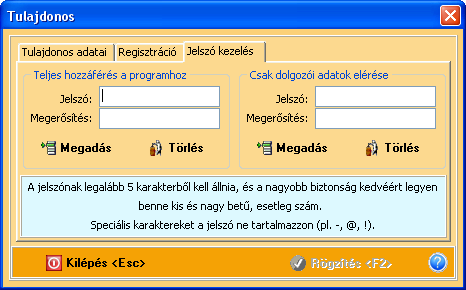 Tulajdonos
Tulajdonos adatai Regisztráció Jelszó kezelés
Teljes hozzáférés a programhoz Csak dolgozói adatok elérése
Jelszó: Jelszó:
Megerősítés: Megerősítés:
Megadás Törlés Megadás Törlés
A jelszónak legalább 5 karakterből kell állnia, és a nagyobb biztonság kedvéért legyen
benne kis és nagy betű, esetleg szám.
Speciális karaktereket a jelszó ne tartalmazzon (pl. -, @, !).
Kilépés <Esc> Rögzítés <F2> ?